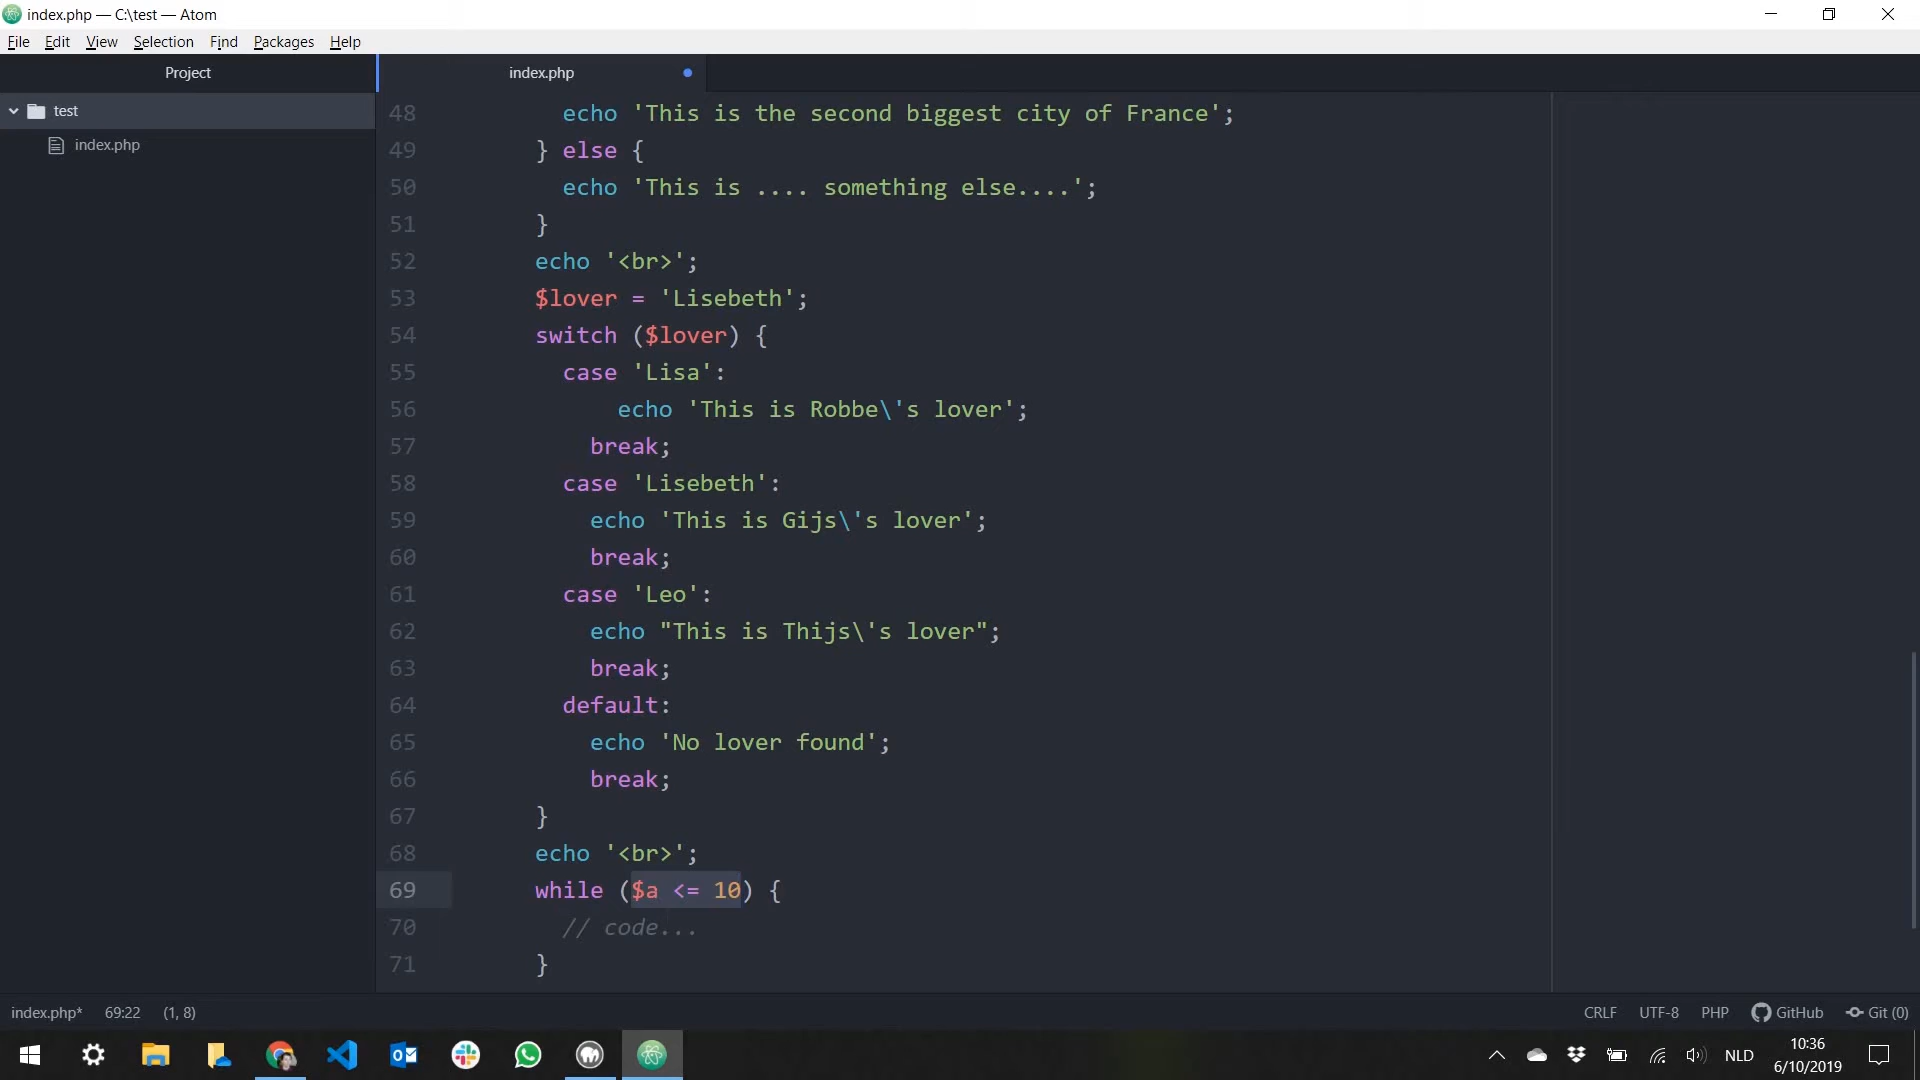 index.php — C:\test — Atom
File Edit View Selection Find Packages Help
Project
index.php
test
index.php
48 echo 'This is the second biggest city of France';
49 } else {
50 echo 'This is .... something else....';
51 }
52 echo '<br>';
53 $lover = 'Lisebeth';
54 switch ($lover) {
55 case 'Lisa':
56 echo 'This is Robbe\'s lover';
57 break;
58 case 'Lisebeth':
59 echo 'This is Gijs\'s lover';
60 break;
61 case 'Leo':
62 echo "This is Thijs\'s lover";
63 break;
64 default:
65 echo 'No lover found';
66 break;
67 }
68 echo '<br>';
69 while ($a <= 10) {
70 // code...
71 }
index.php* 69:22 (1, 8) CRLF UTF-8 PHP GitHub Git (0)
NLD
10:36
6/10/2019